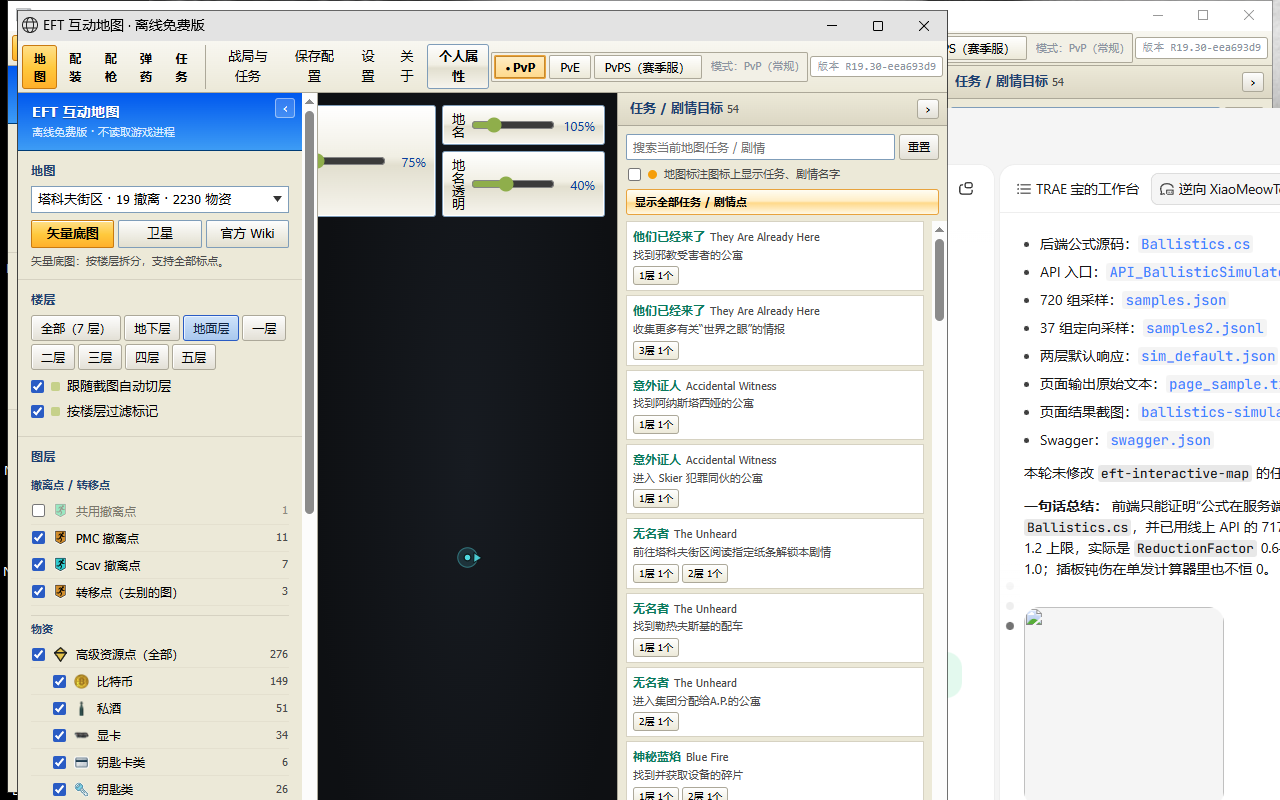 EFT 互动地图 · 离线免费版
地图
配装
配枪
弹药
任务
战局与任务
保存配置
设置
关于
个人属性
• PvP
PvE
PvPS（赛季服）
模式：PvP（常规）
版本 R19.30-eea693d9
EFT 互动地图
离线免费版 · 不读取游戏进程
地图
塔科夫街区 · 19 撤离 · 2230 物资
矢量底图
卫星
官方 Wiki
矢量底图：按楼层拆分，支持全部标点。
楼层
全部（7 层）
地下层
地面层
一层
二层
三层
四层
五层
跟随截图自动切层
按楼层过滤标记
图层
撤离点 / 转移点
共用撤离点 1
PMC 撤离点 11
Scav 撤离点 7
转移点（去别的图） 3
物资
高级资源点（全部） 276
比特币 149
私酒 51
显卡 34
钥匙卡类 6
钥匙类 26
75%
地名 105%
地名透明 40%
任务 / 剧情目标 54
搜索当前地图任务 / 剧情
重置
地图标注图标上显示任务、剧情名字
显示全部任务 / 剧情点
他们已经来了 They Are Already Here
找到邪教受害者的公寓
1层 1个
他们已经来了 They Are Already Here
收集更多有关“世界之眼”的情报
3层 1个
意外证人 Accidental Witness
找到阿纳斯塔西娅的公寓
1层 1个
意外证人 Accidental Witness
进入 Skier 犯罪同伙的公寓
1层 1个
无名者 The Unheard
前往塔科夫街区阅读指定纸条解锁本剧情
1层 1个 2层 1个
无名者 The Unheard
找到勒热夫斯基的配车
1层 1个
无名者 The Unheard
进入集团分配给A.P.的公寓
2层 1个
神秘蓝焰 Blue Fire
找到并获取设备的碎片
1层 1个 2层 1个
PS（赛季服）
模式：PvP（常规）
版本 R19.30-eea693d9
任务 / 剧情目标 54
TRAE 宝的工作台
逆向 XiaoMeowTo
后端公式源码： Ballistics.cs
API 入口： API_BallisticSimulato
720 组采样： samples.json
37 组定向采样： samples2.jsonl
两层默认响应： sim_default.json
页面输出原始文本： page_sample.t
页面结果截图： ballistics-simula
Swagger： swagger.json
本轮未修改 eft-interactive-map 的任
一句话总结： 前端只能证明“公式在服务端
Ballistics.cs，并已用线上 API 的 717
1.2 上限，实际是 ReductionFactor 0.6
1.0；插板钝伤在单发计算器里也不恒 0。